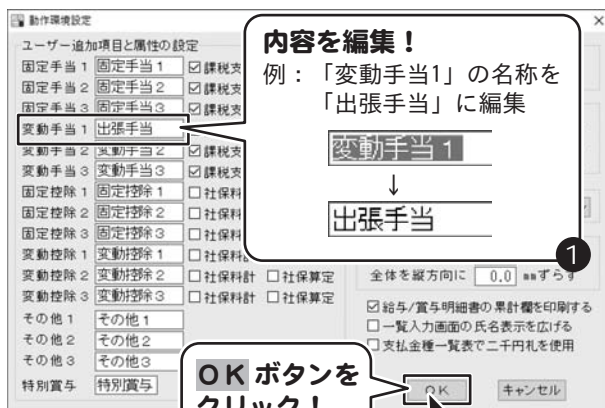 動作環境設定
ユーザー追加項目と属性の設定
固定手当1 固定手当1 課税支
固定手当2 固定手当2 課税支
固定手当3 固定手当3 課税支
変動手当1 出張手当
変動手当2 変動手当2 課税支
変動手当3 変動手当3 課税支
固定控除1 固定控除1 社保料
固定控除2 固定控除2 社保料
固定控除3 固定控除3 社保料
変動控除1 変動控除1 社保料計
変動控除2 変動控除2 社保料計 社保算定
変動控除3 変動控除3 社保料計 社保算定
その他1 その他1
その他2 その他2
その他3 その他3
特別賞与 特別賞与
内容を編集！
例：「変動手当1」の名称を
「出張手当」に編集
変動手当1
↓
出張手当
1
全体を縦方向に 0.0 mmずらす
給与/賞与明細書の累計欄を印刷する
一覧入力画面の氏名表示を広げる
支払金種一覧表で二千円札を使用
OKボタンを
クリック！
OK キャンセル